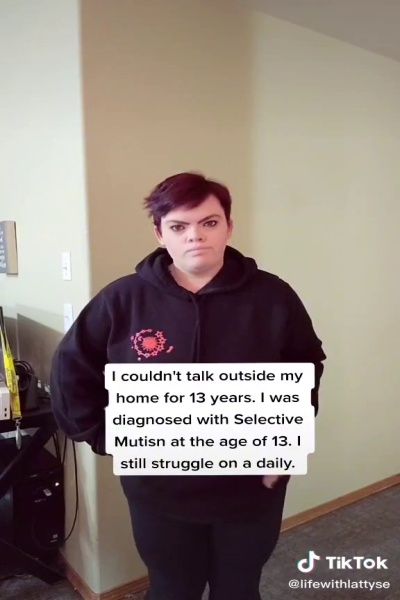 I couldn't talk outside my
home for 13 years. I was
diagnosed with Selective
Mutisn at the age of 13. I
still struggle on a daily.
TikTok
@lifewithlattyse